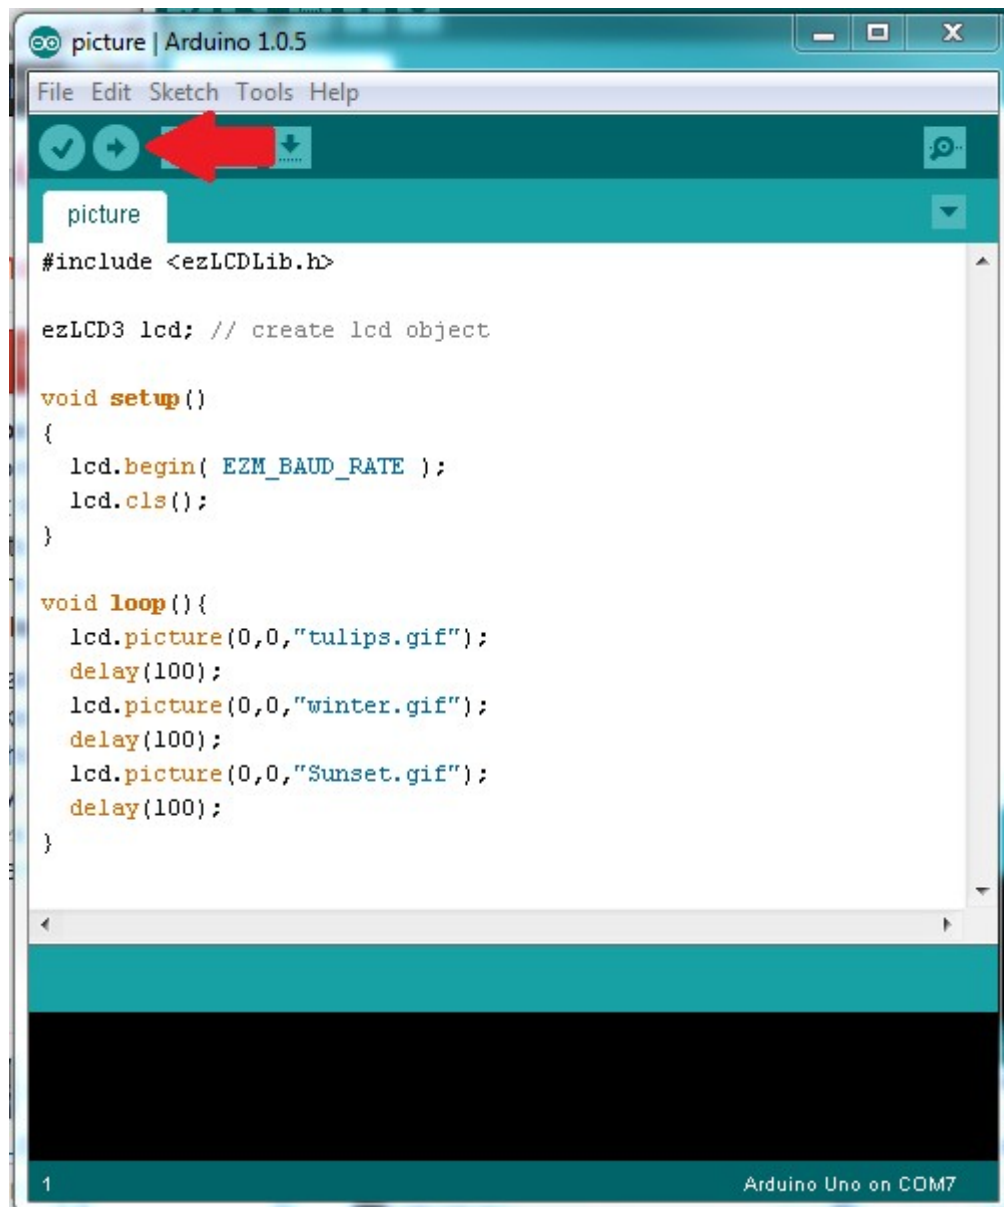 picture | Arduino 1.0.5
File Edit Sketch Tools Help
picture
#include <ezLCDLib.h>
ezLCD3 lcd; // create lcd object
void setup()
{
  lcd.begin( EZM_BAUD_RATE );
  lcd.cls();
}
void loop(){
  lcd.picture(0,0,"tulips.gif");
  delay(100);
  lcd.picture(0,0,"winter.gif");
  delay(100);
  lcd.picture(0,0,"Sunset.gif");
  delay(100);
}
1 Arduino Uno on COM7